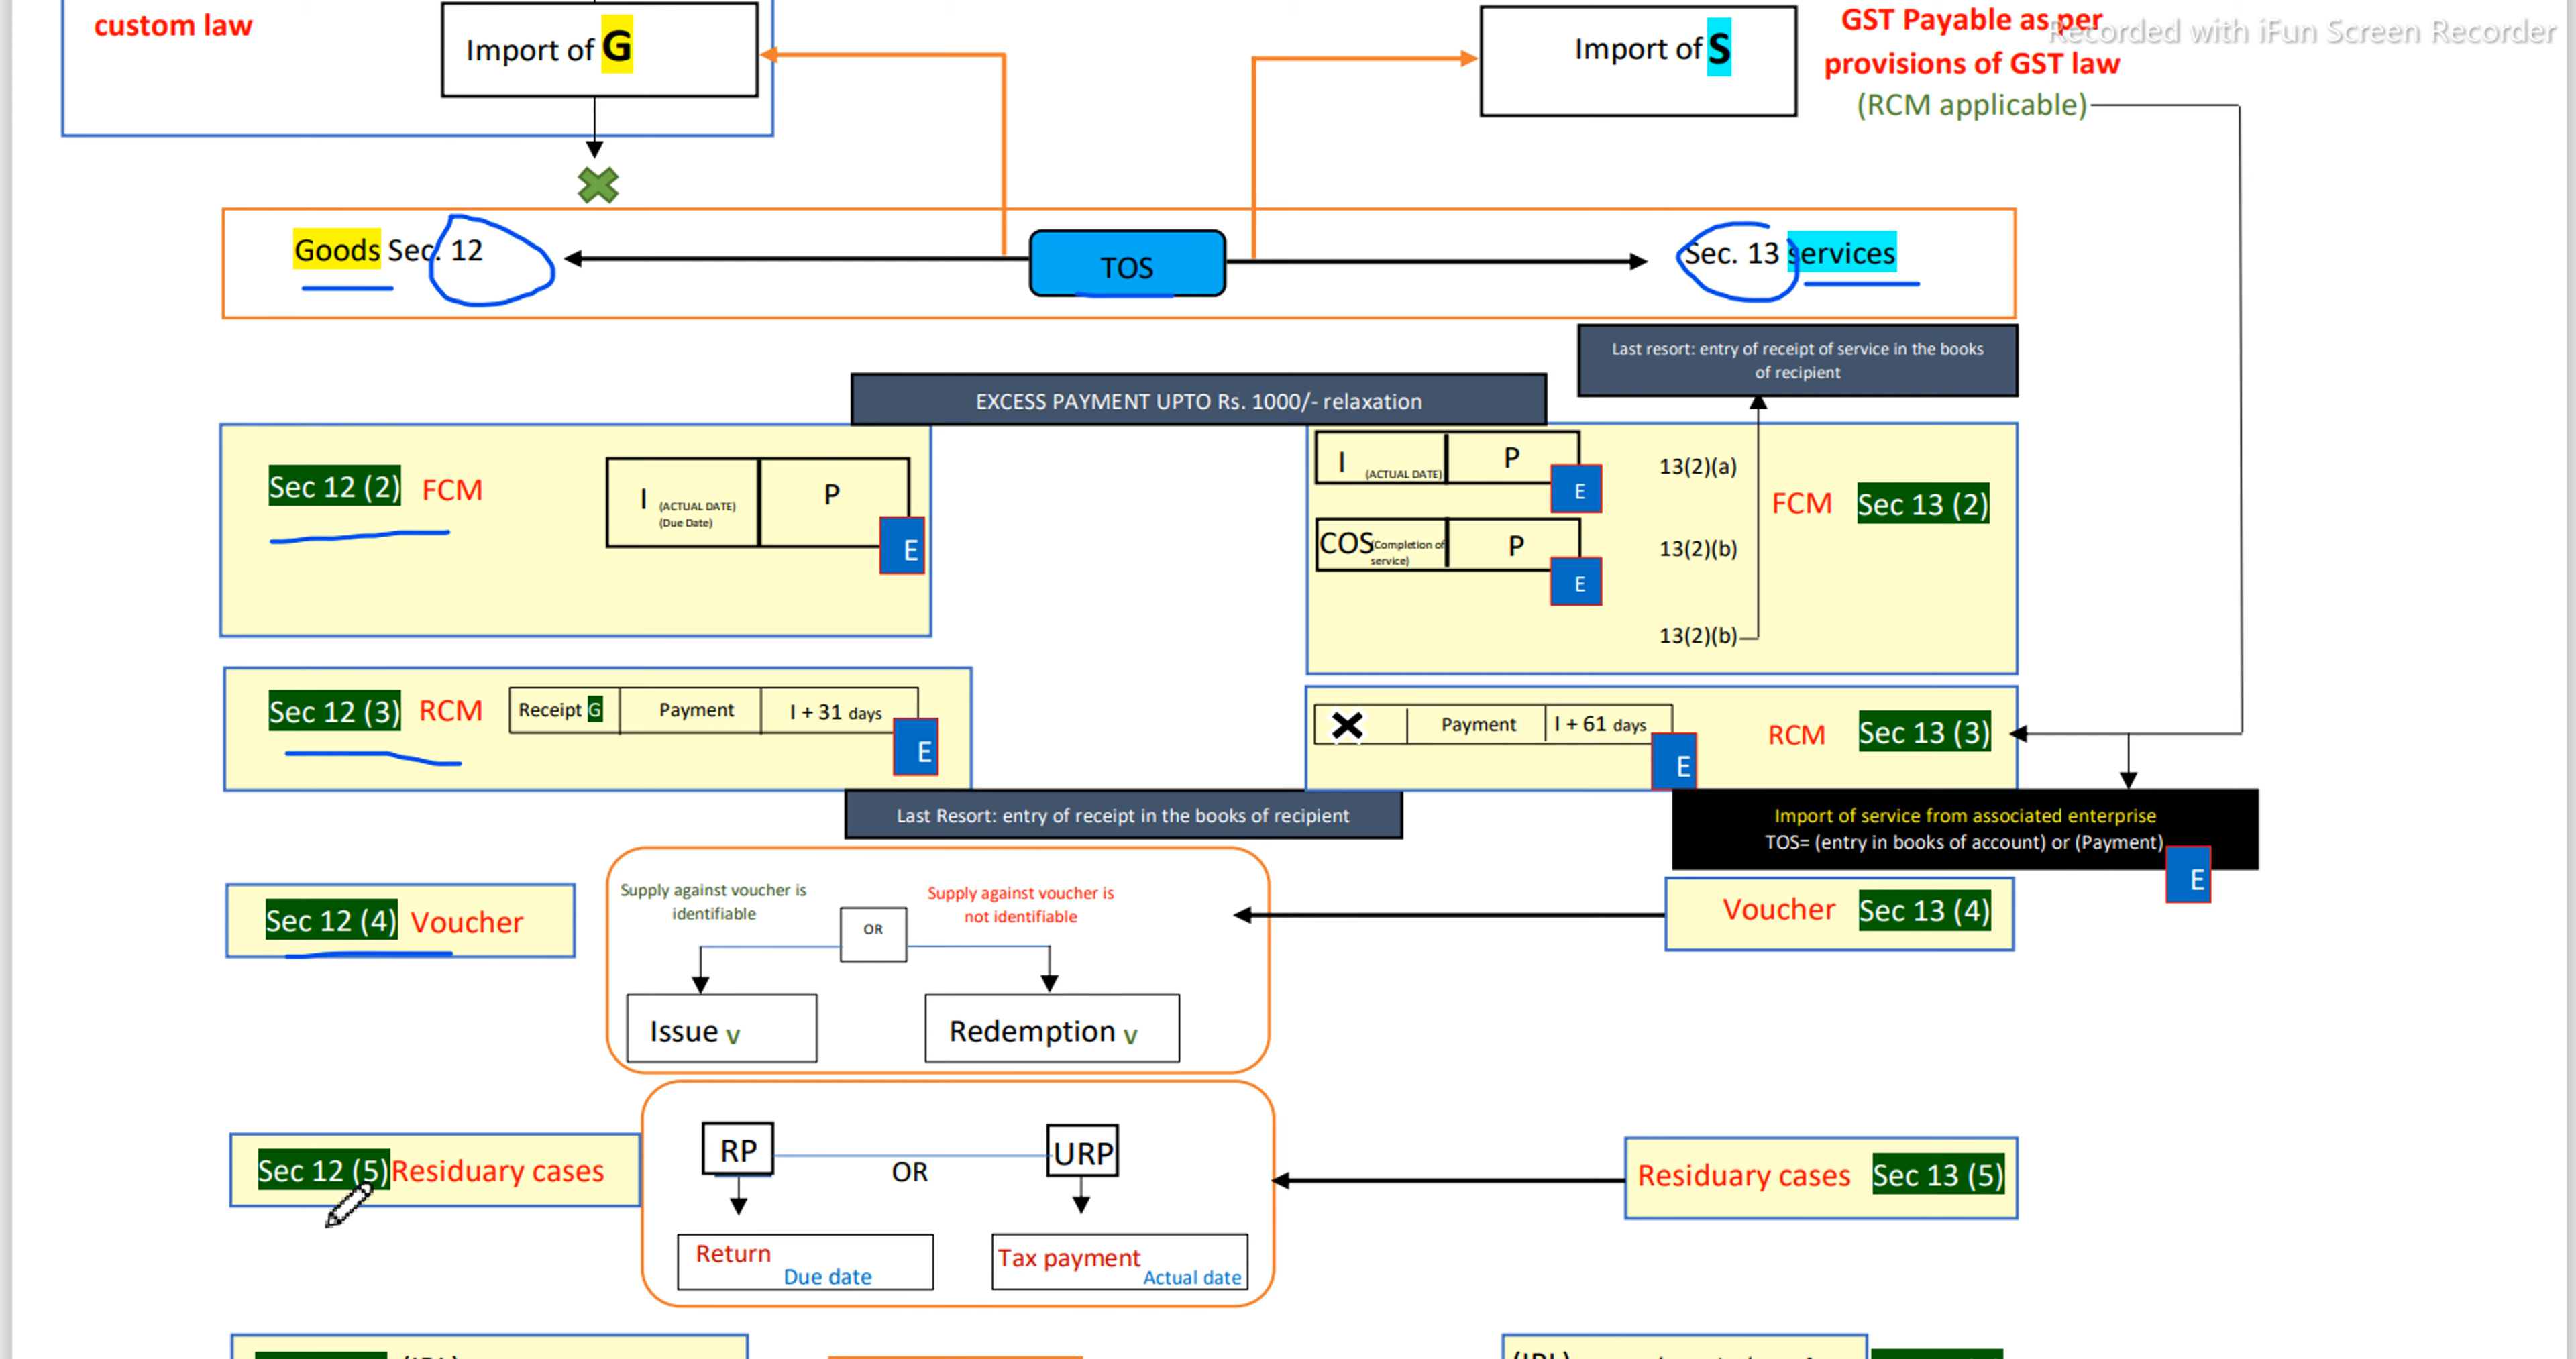 custom law
Import of G
Import of S
GST Payable as per
provisions of GST law
(RCM applicable)
Recorded with iFun Screen Recorder
Goods Sec. 12
TOS
Sec. 13 services
Last resort: entry of receipt of service in the books
of recipient
EXCESS PAYMENT UPTO Rs. 1000/- relaxation
Sec 12 (2) FCM
I (ACTUAL DATE)
(Due Date)
P
E
I (ACTUAL DATE)
P
E
13(2)(a)
COS(Completion of
service)
P
E
13(2)(b)
13(2)(b)
FCM Sec 13 (2)
Sec 12 (3) RCM
Receipt G
Payment
I + 31 days
E
Payment
I + 61 days
E
RCM Sec 13 (3)
Last Resort: entry of receipt in the books of recipient
Import of service from associated enterprise
TOS= (entry in books of account) or (Payment)
E
Sec 12 (4) Voucher
Supply against voucher is
identifiable
OR
Supply against voucher is
not identifiable
Issue v
Redemption v
Voucher Sec 13 (4)
Sec 12 (5)Residuary cases
RP
OR
URP
Return
Due date
Tax payment
Actual date
Residuary cases Sec 13 (5)